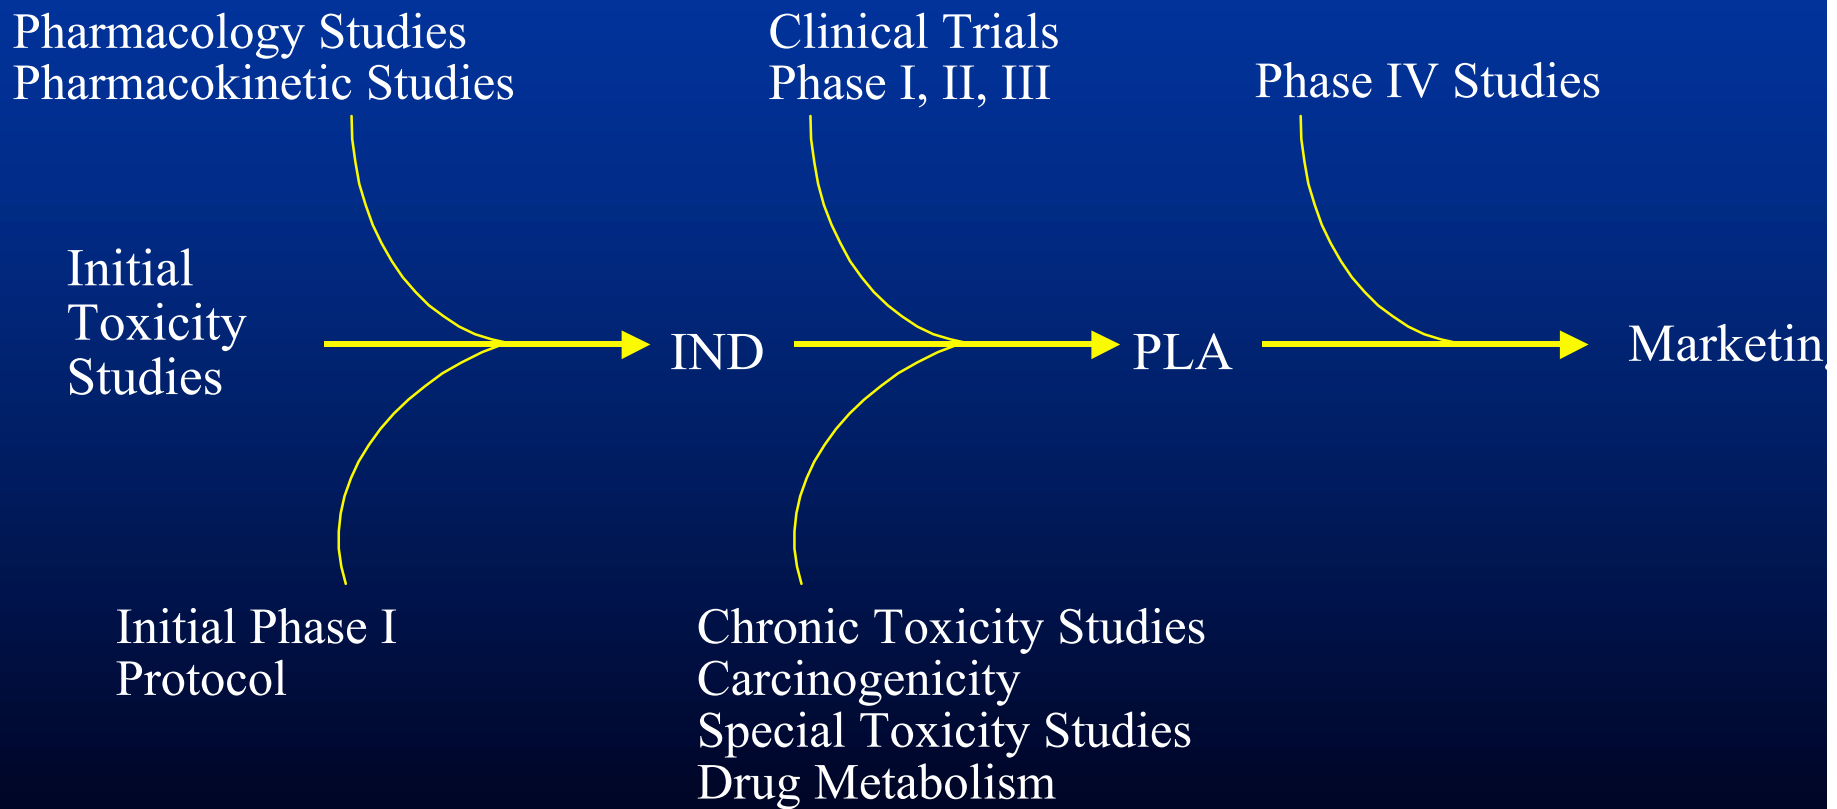 Pharmacology Studies
Pharmacokinetic Studies
Clinical Trials
Phase I, II, III
Phase IV Studies
Initial
Toxicity
Studies
IND
PLA
Marketin
Initial Phase I
Protocol
Chronic Toxicity Studies
Carcinogenicity
Special Toxicity Studies
Drug Metabolism